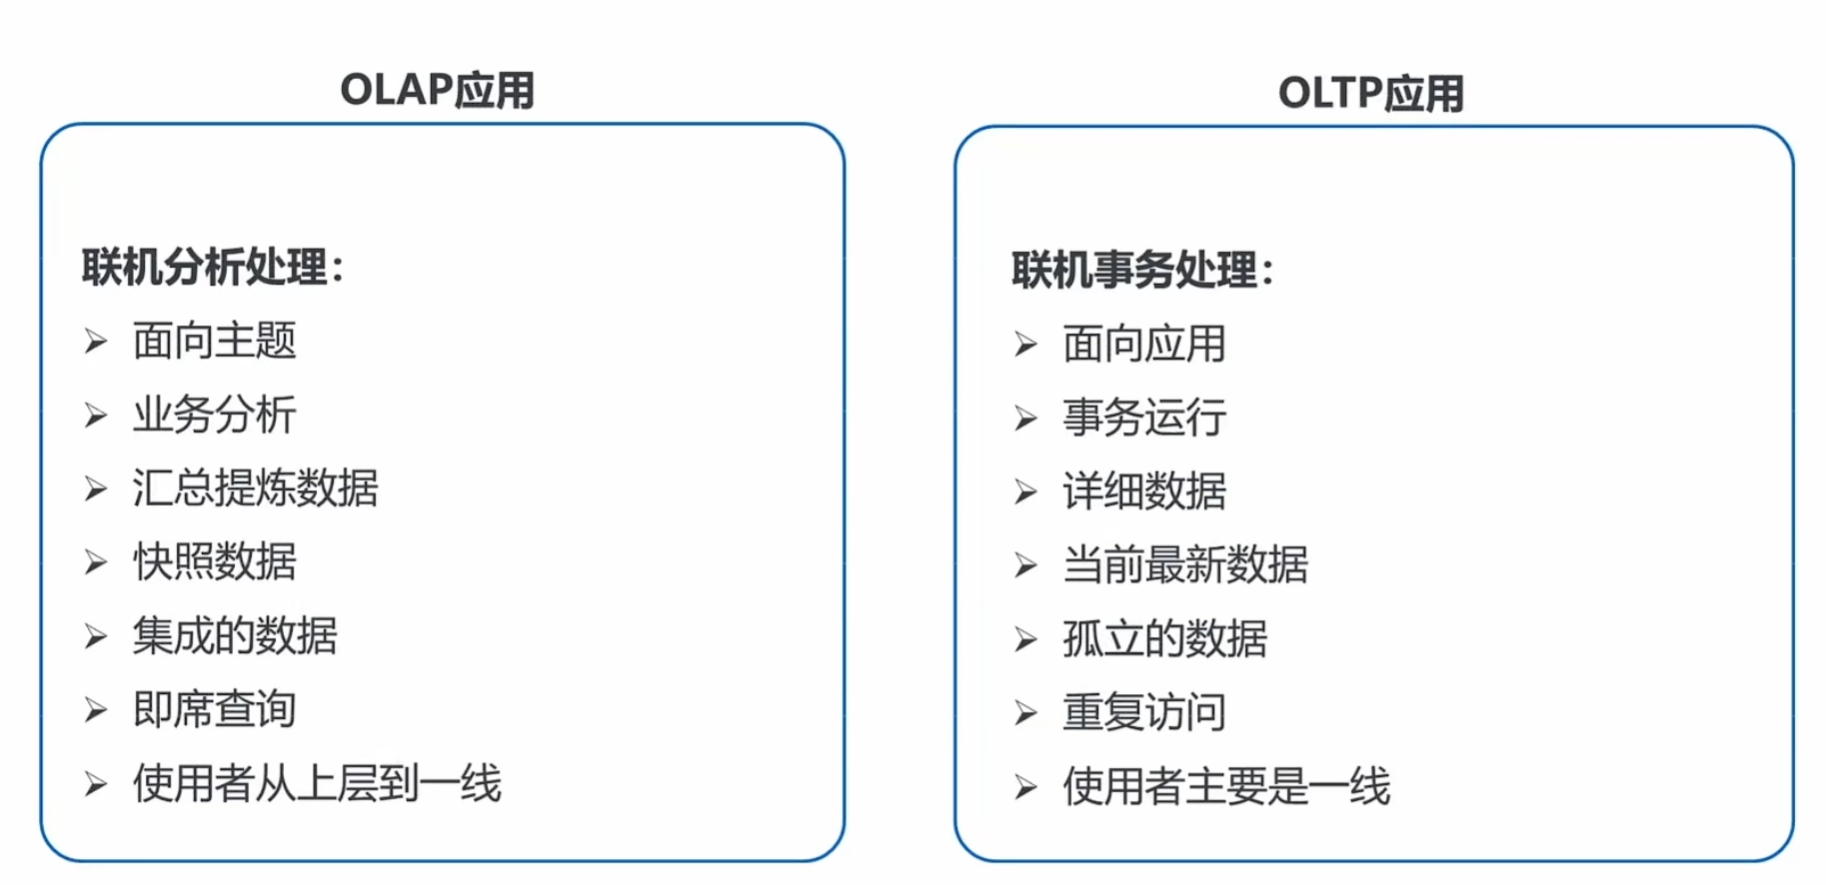 OLAP应用
联机分析处理：
面向主题
业务分析
汇总提炼数据
快照数据
集成的数据
即席查询
使用者从上层到一线
OLTP应用
联机事务处理：
面向应用
事务运行
详细数据
当前最新数据
孤立的数据
重复访问
使用者主要是一线